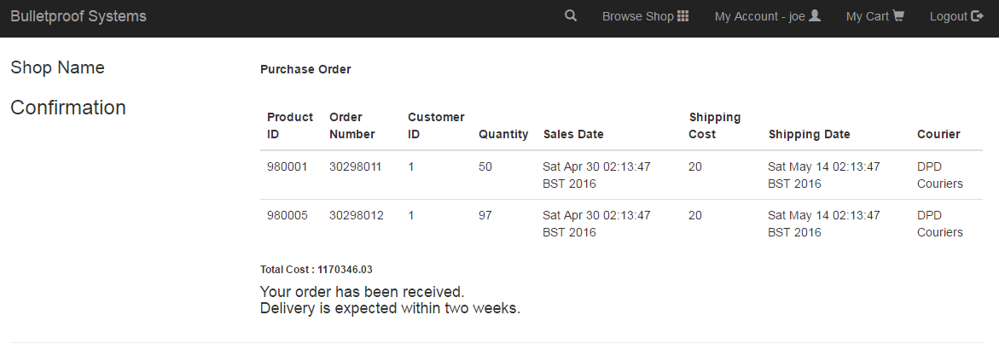 Bulletproof Systems Browse Shop My Account - joe My Cart Logout
Shop Name
Confirmation
Purchase Order
Product ID Order Number Customer ID Quantity Sales Date Shipping Cost Shipping Date Courier
980001 30298011 1 50 Sat Apr 30 02:13:47 BST 2016 20 Sat May 14 02:13:47 BST 2016 DPD Couriers
980005 30298012 1 97 Sat Apr 30 02:13:47 BST 2016 20 Sat May 14 02:13:47 BST 2016 DPD Couriers
Total Cost : 1170346.03
Your order has been received.
Delivery is expected within two weeks.